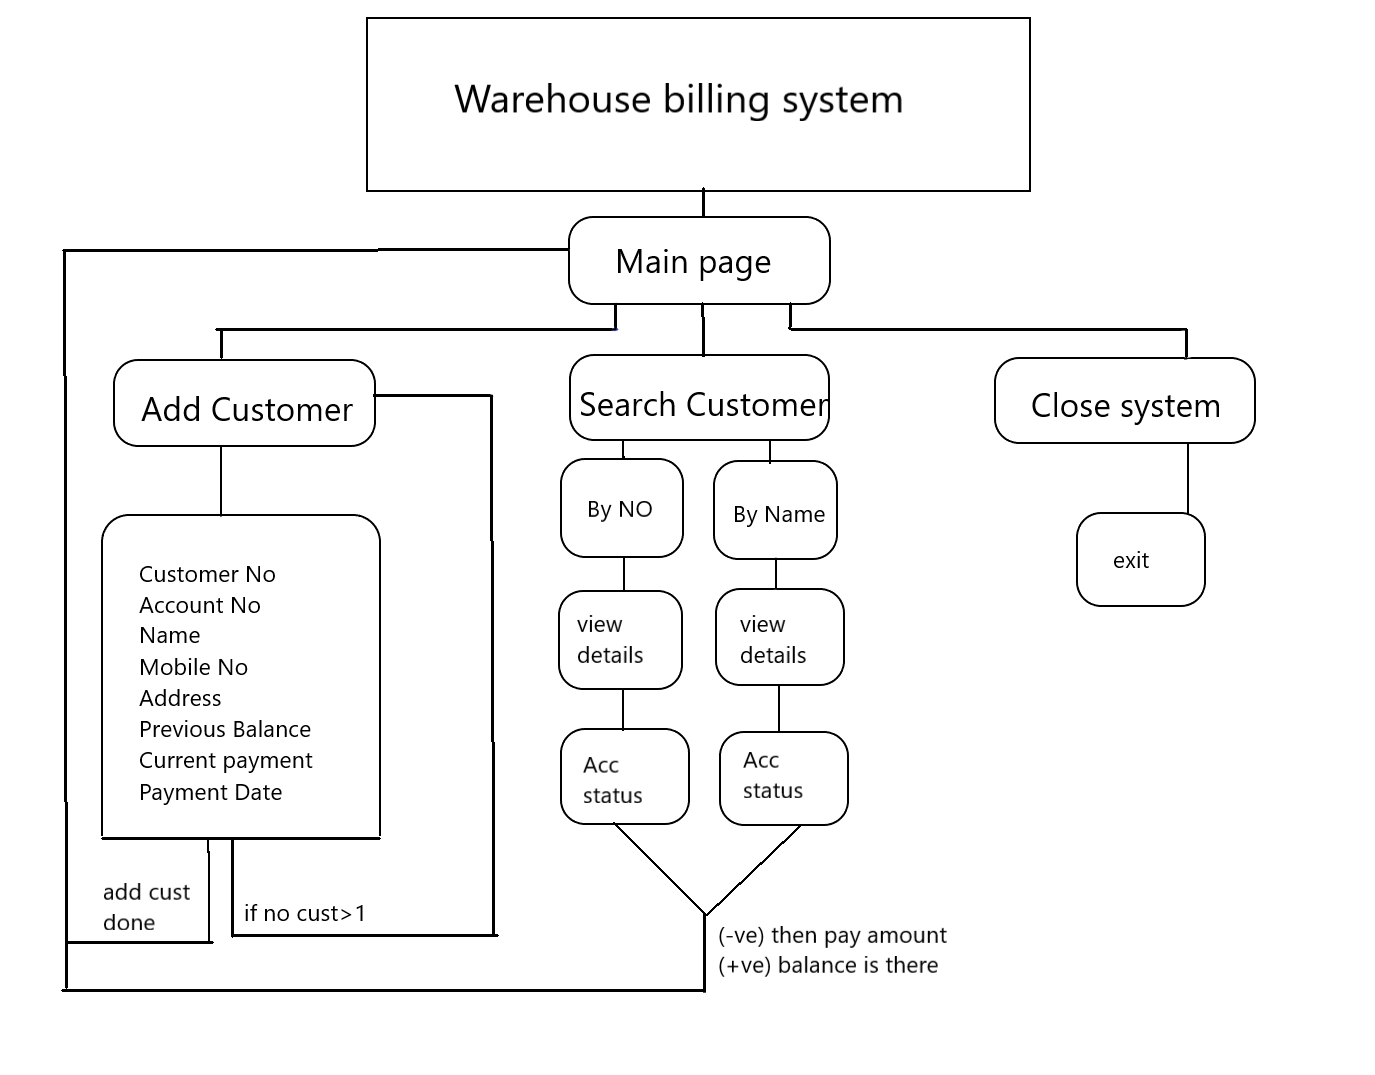 Warehouse billing system
Main page
Add Customer
Search Customer
Close system
By NO
By Name
exit
Customer No
Account No
Name
Mobile No
Address
Previous Balance
Current payment
Payment Date
view
details
view
details
Acc
status
Acc
status
add cust
done
if no cust>1
(-ve) then pay amount
(+ve) balance is there